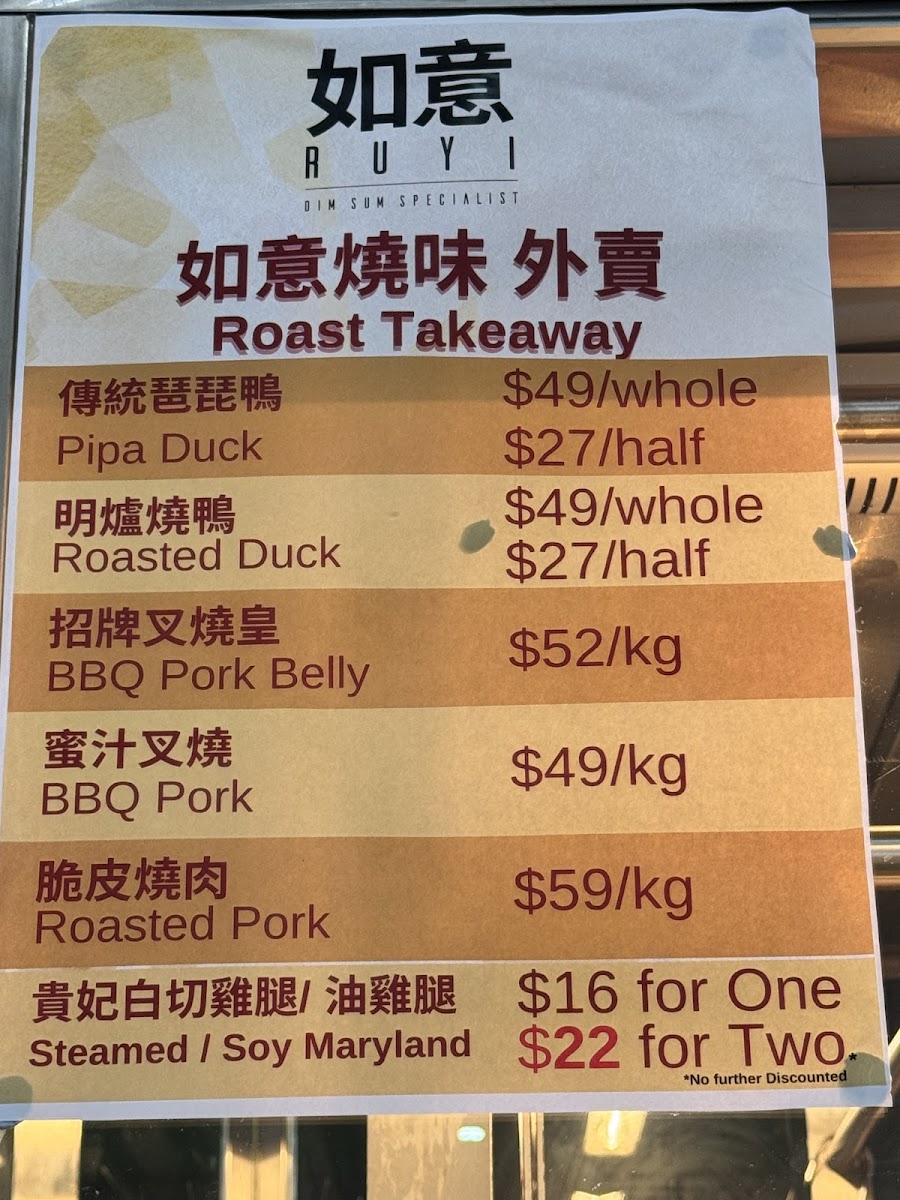 如意
RUYI
DIM SUM SPECIALIST
如意燒味 外賣
Roast Takeaway
傳統琵琶鴨
Pipa Duck
$49/whole
$27/half
明爐燒鴨
Roasted Duck
$49/whole
$27/half
招牌叉燒皇
BBQ Pork Belly
$52/kg
蜜汁叉燒
BBQ Pork
$49/kg
脆皮燒肉
Roasted Pork
$59/kg
貴妃白切雞腿/ 油雞腿
Steamed / Soy Maryland
$16 for One
$22 for Two*
*No further Discounted